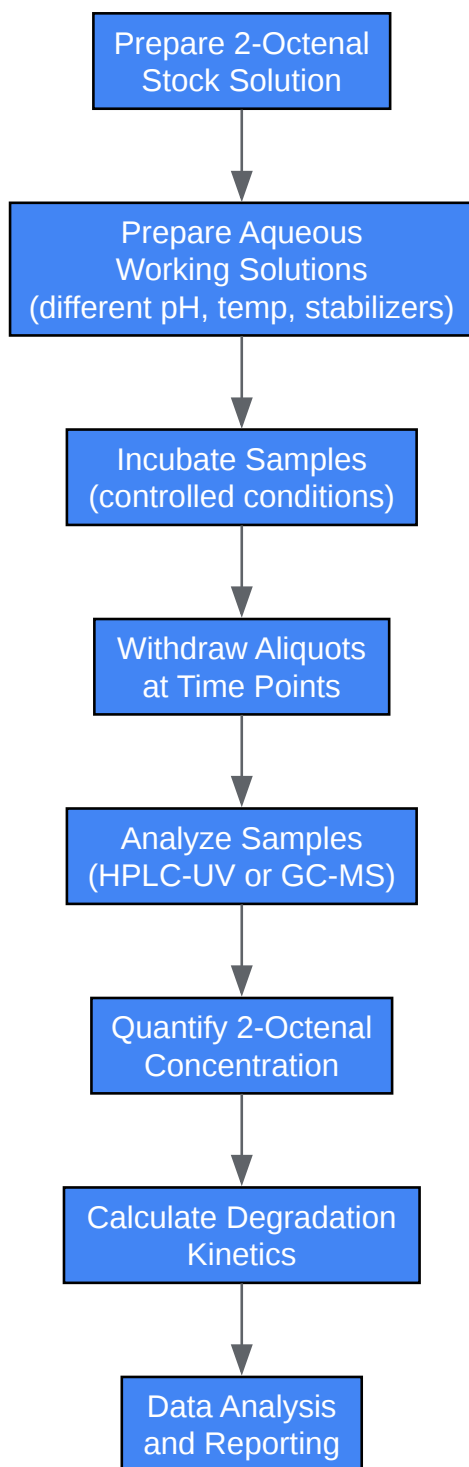 Prepare 2-Octenal
Stock Solution
Prepare Aqueous
Working Solutions
(different pH, temp, stabilizers)
Incubate Samples
(controlled conditions)
Withdraw Aliquots
at Time Points
Analyze Samples
(HPLC-UV or GC-MS)
Quantify 2-Octenal
Concentration
Calculate Degradation
Kinetics
Data Analysis
and Reporting